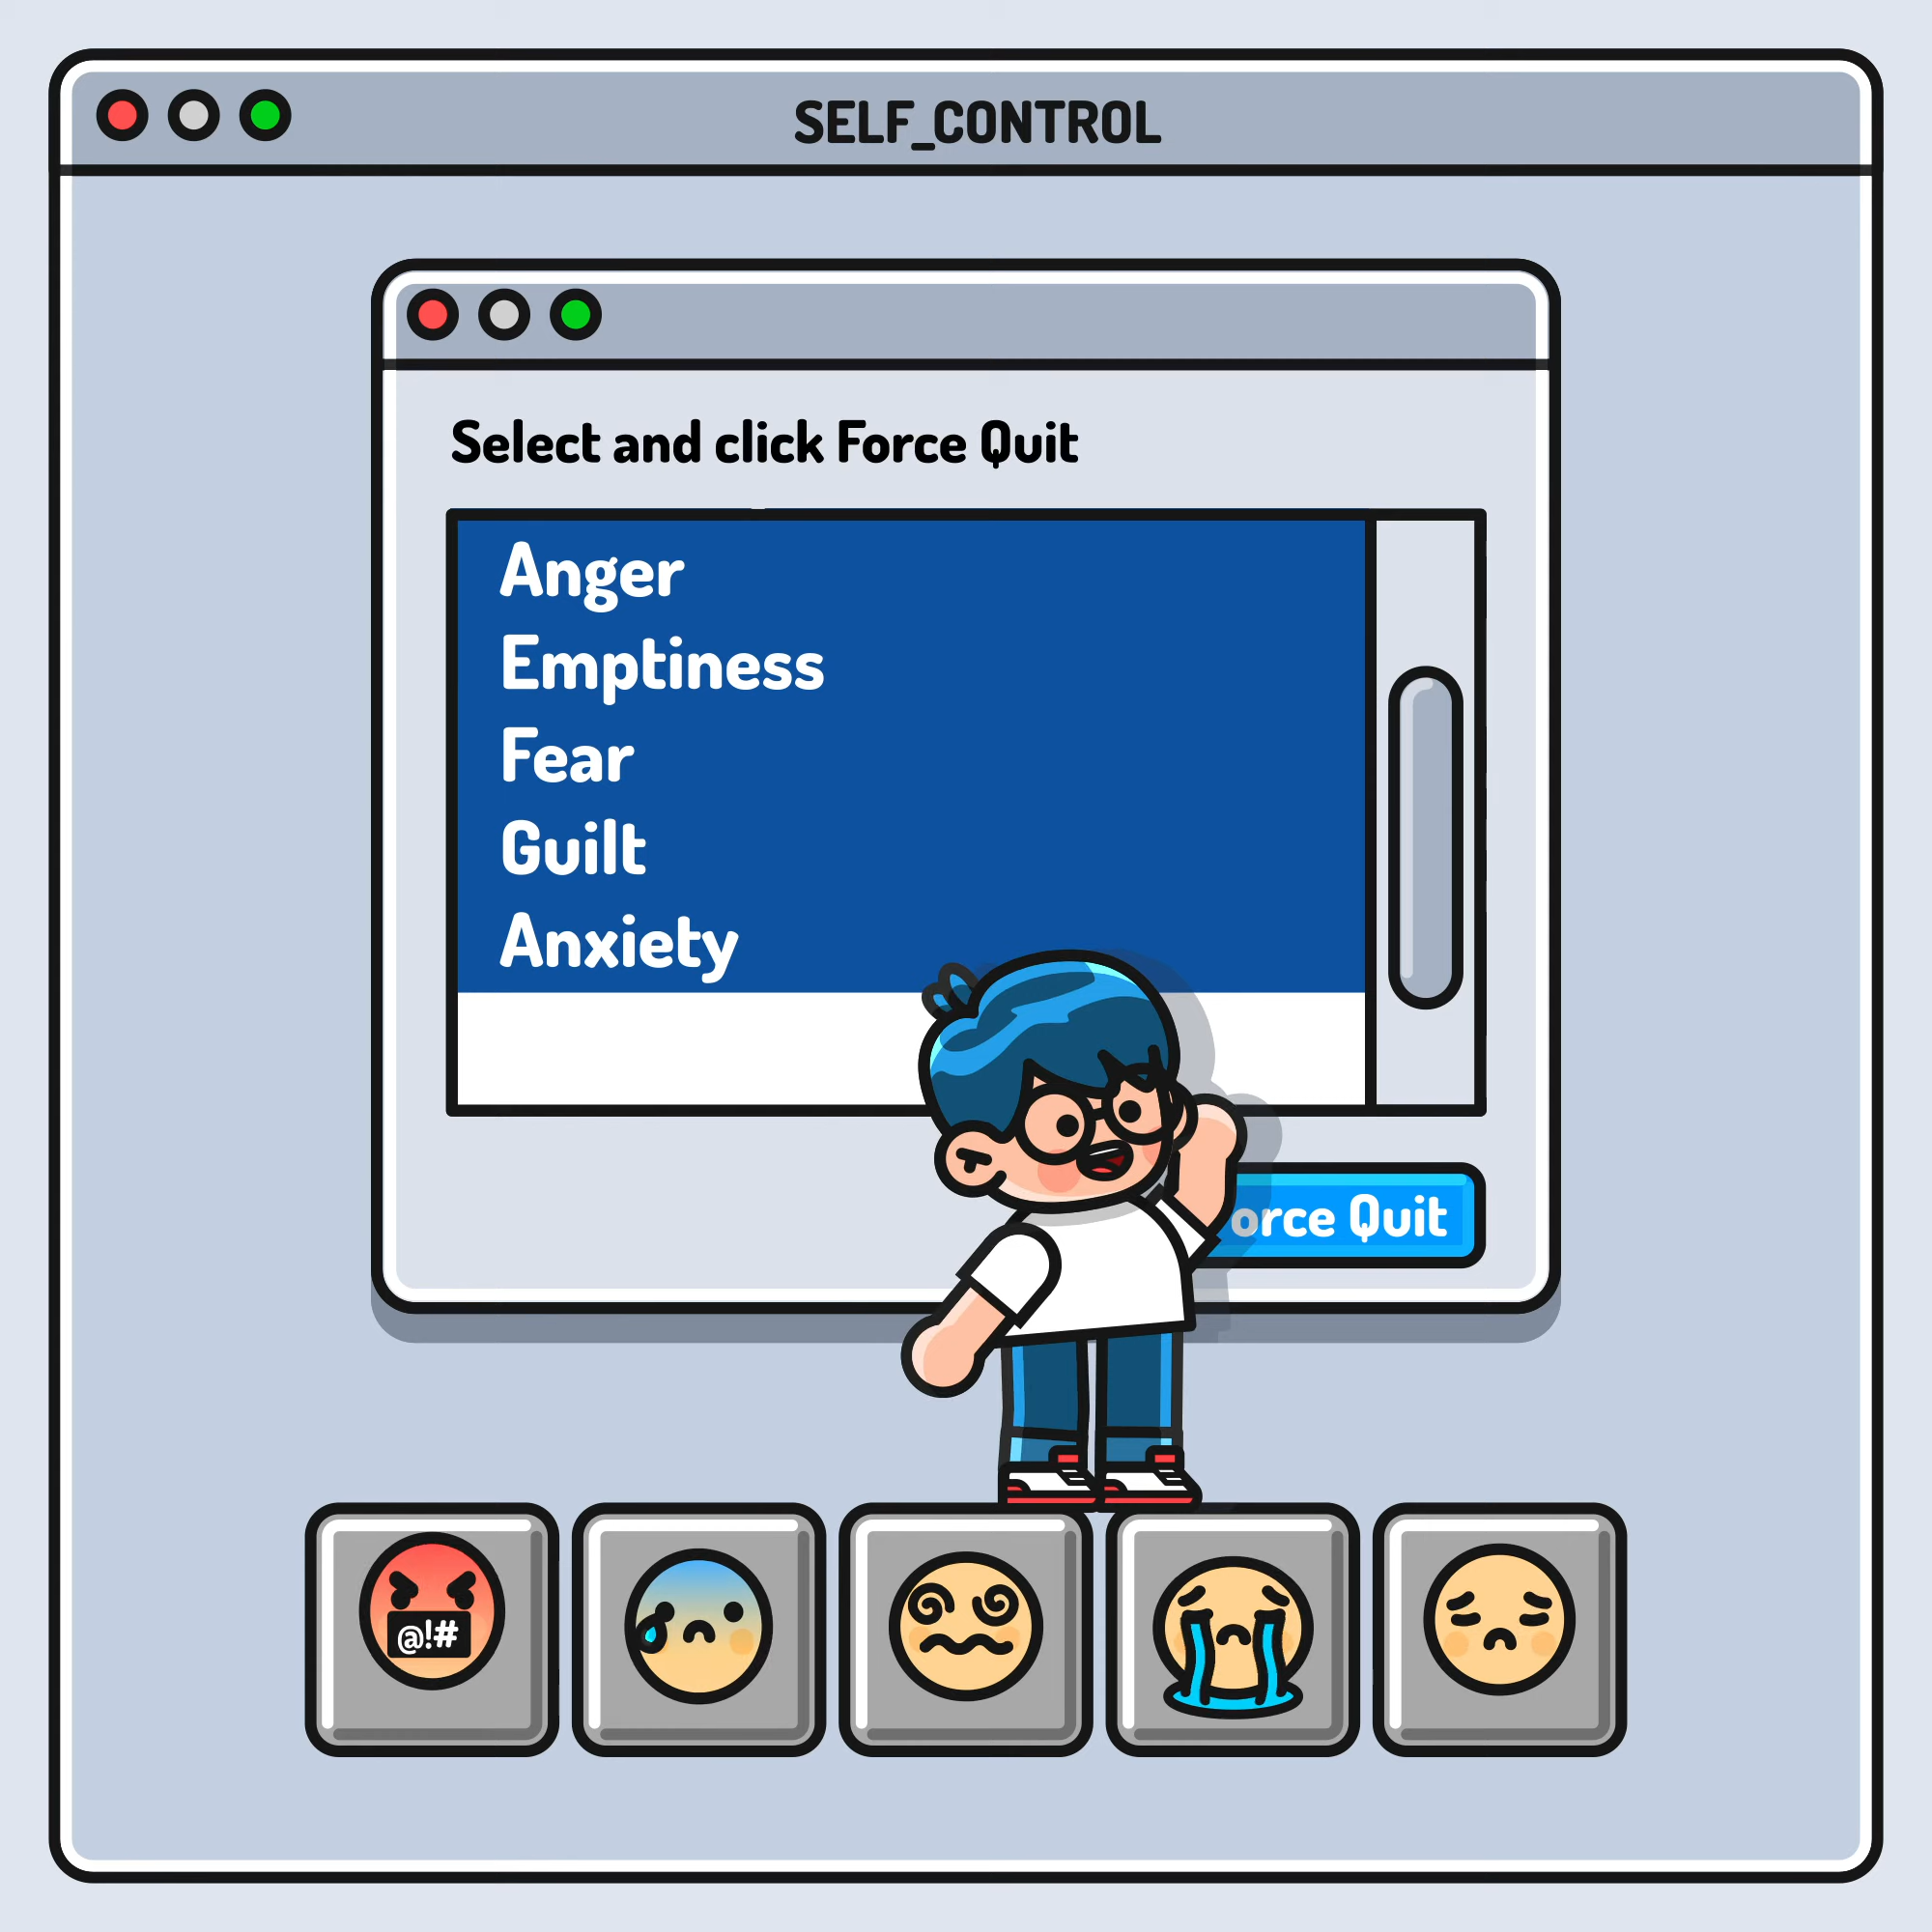 SELF_CONTROL
Select and click Force Quit
Anger
Emptiness
Fear
Guilt
Anxiety
orce Quit
@!#